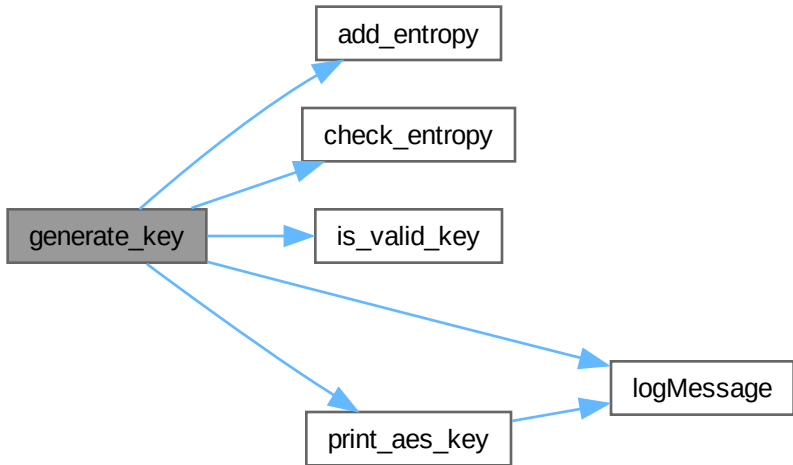 add_entropy
check_entropy
generate_key
is_valid_key
logMessage
print_aes_key